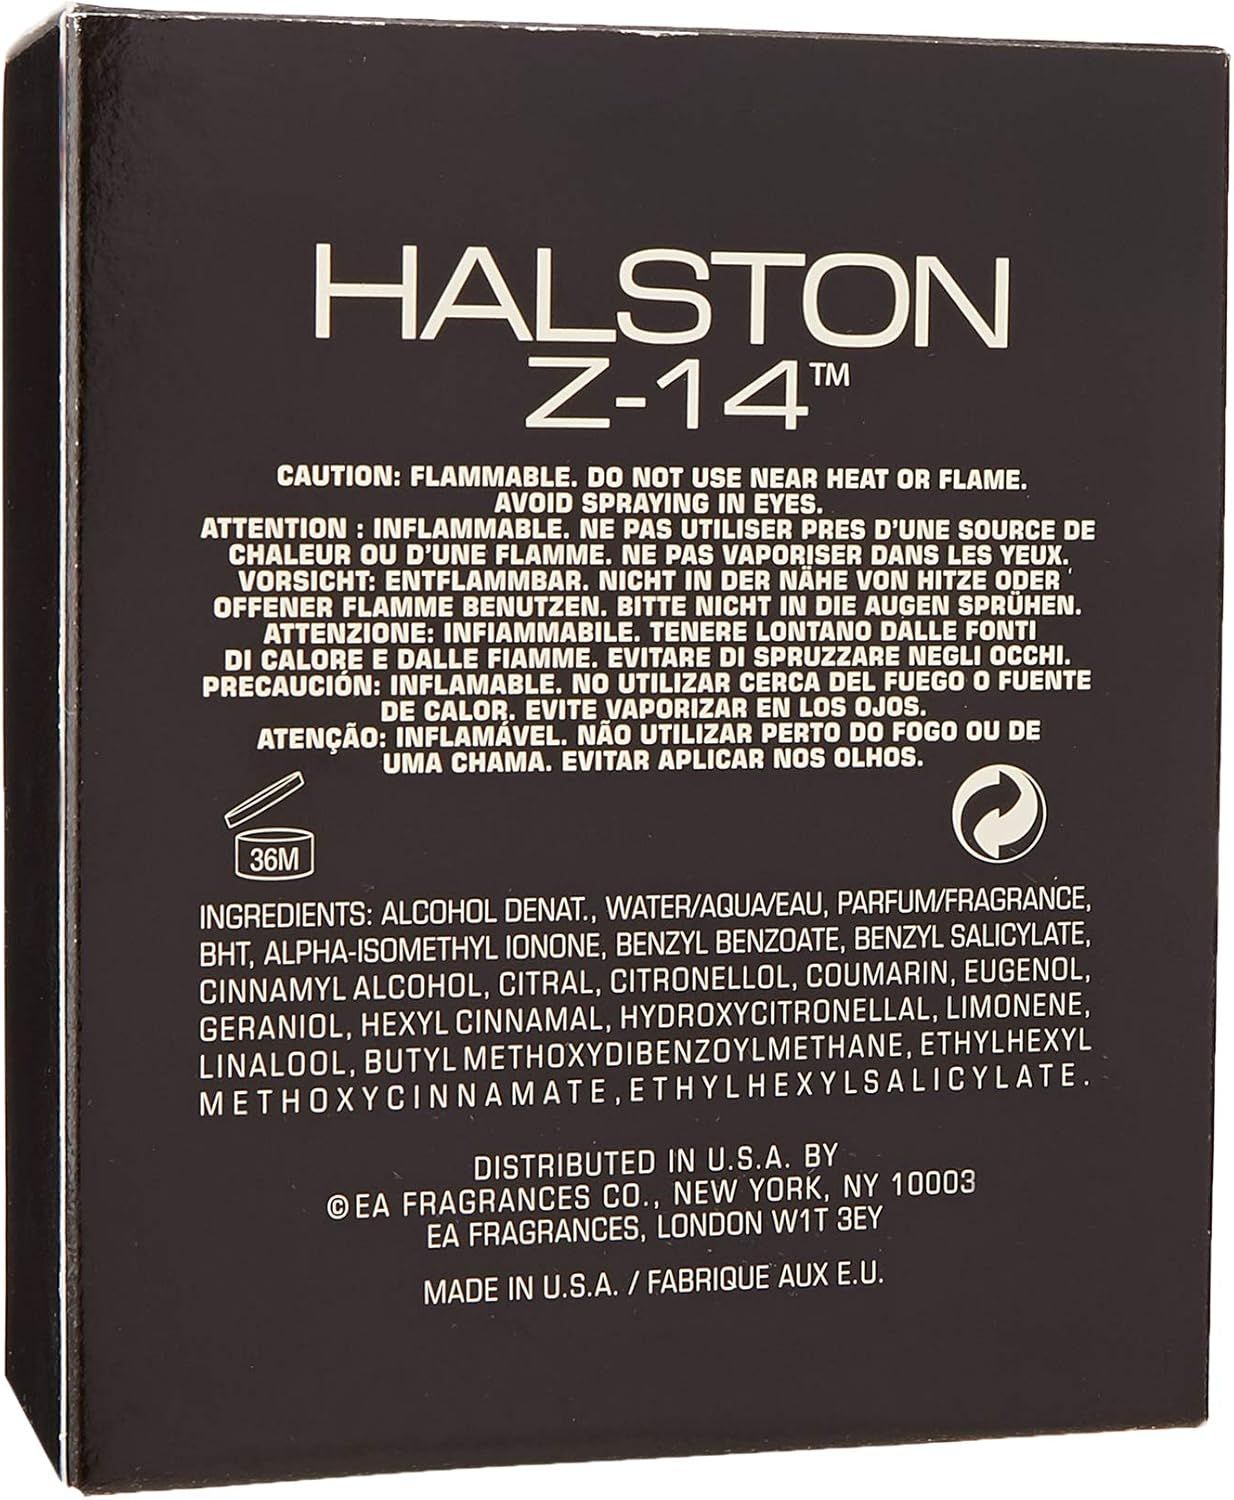 HALSTON
Z-14™
CAUTION: FLAMMABLE. DO NOT USE NEAR HEAT OR FLAME.
AVOID SPRAYING IN EYES.
ATTENTION : INFLAMMABLE. NE PAS UTILISER PRES D'UNE SOURCE DE
CHALEUR OU D'UNE FLAMME. NE PAS VAPORISER DANS LES YEUX.
VORSICHT: ENTFLAMMBAR. NICHT IN DER NÄHE VON HITZE ODER
OFFENER FLAMME BENUTZEN. BITTE NICHT IN DIE AUGEN SPRÜHEN.
ATTENZIONE: INFIAMMABILE. TENERE LONTANO DALLE FONTI
DI CALORE E DALLE FIAMME. EVITARE DI SPRUZZARE NEGLI OCCHI.
PRECAUCIÓN: INFLAMABLE. NO UTILIZAR CERCA DEL FUEGO O FUENTE
DE CALOR. EVITE VAPORIZAR EN LOS OJOS.
ATENÇÃO: INFLAMÁVEL. NÃO UTILIZAR PERTO DO FOGO OU DE
UMA CHAMA. EVITAR APLICAR NOS OLHOS.
36M
INGREDIENTS: ALCOHOL DENAT., WATER/AQUA/EAU, PARFUM/FRAGRANCE,
BHT, ALPHA-ISOMETHYL IONONE, BENZYL BENZOATE, BENZYL SALICYLATE,
CINNAMYL ALCOHOL, CITRAL, CITRONELLOL, COUMARIN, EUGENOL,
GERANIOL, HEXYL CINNAMAL, HYDROXYCITRONELLAL, LIMONENE,
LINALOOL, BUTYL METHOXYDIBENZOYLMETHANE, ETHYLHEXYL
METHOXYCINNAMATE, ETHYLHEXYLSALICYLATE.
DISTRIBUTED IN U.S.A. BY
©EA FRAGRANCES CO., NEW YORK, NY 10003
EA FRAGRANCES, LONDON W1T 3EY
MADE IN U.S.A. / FABRIQUE AUX E.U.